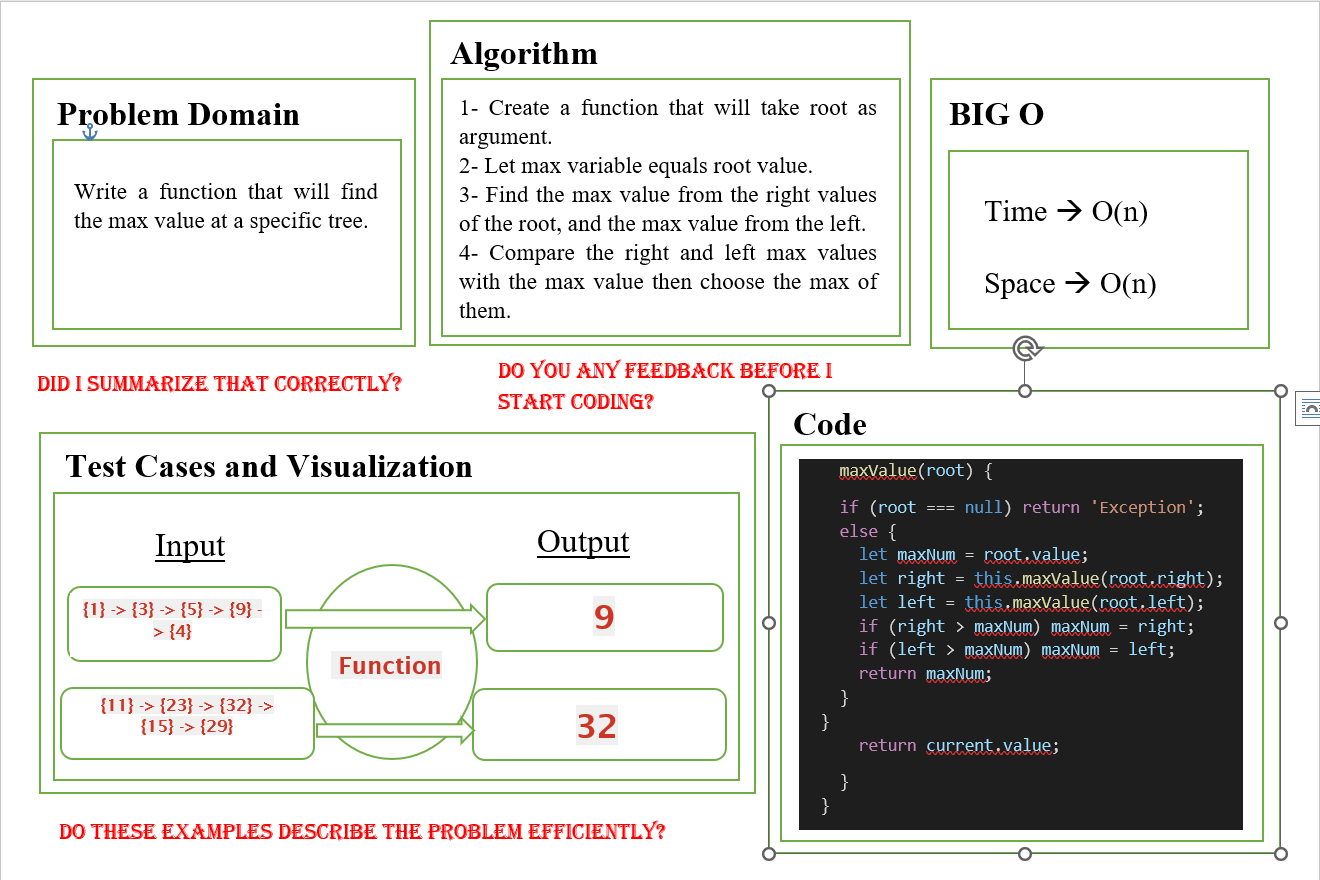 Problem Domain
Write a function that will find
the max value at a specific tree.
DID I SUMMARIZE THAT CORRECTLY?
Algorithm
1- Create a function that will take root as
argument.
2- Let max variable equals root value.
3- Find the max value from the right values
of the root, and the max value from the left.
4- Compare the right and left max values
with the max value then choose the max of
them.
DO YOU ANY FEEDBACK BEFORE I
START CODING?
BIG O
Time → O(n)
Space → O(n)
Test Cases and Visualization
Input
Output
{1} -> {3} -> {5} -> {9} -
> {4}
9
Function
{11} -> {23} -> {32} ->
{15} -> {29}
32
DO THESE EXAMPLES DESCRIBE THE PROBLEM EFFICIENTLY?
Code
maxValue(root) {
if (root === null) return 'Exception';
else {
let maxNum = root.value;
let right = this.maxValue(root.right);
let left = this.maxValue(root.left);
if (right > maxNum) maxNum = right;
if (left > maxNum) maxNum = left;
return maxNum;
}
}
return current.value;
}
}